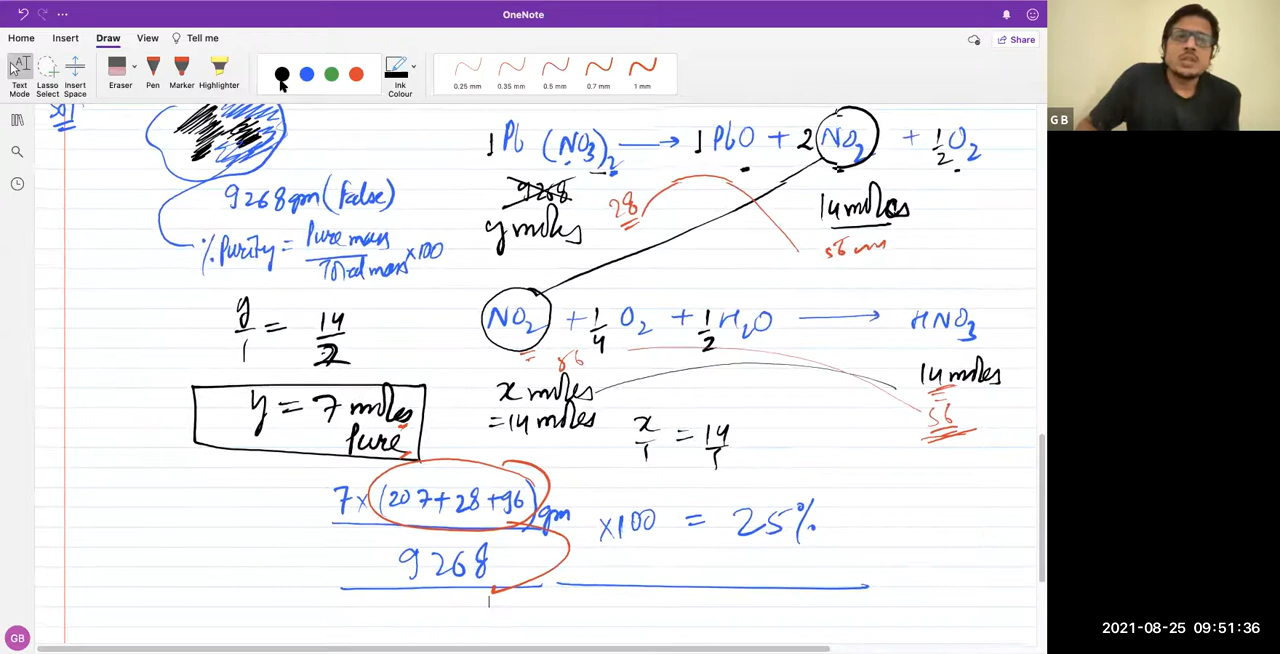 OneNote
Home Insert Draw View Tell me
Share
Text Mode
Lasso Select
Insert Space
Eraser
Pen
Marker
Highlighter
Ink Colour
0.25 mm 0.35 mm 0.5 mm 0.7 mm 1 mm
GB
1 Pb (NO3)2 → 1 PbO + 2 NO2 + 1/2 O2
9268 gm (False)
9268
28
14 moles
y moles
% Purity = Pure mass / Total mass × 100
y/1 = 14/2
NO2 + 1/4 O2 + 1/2 H2O → HNO3
x moles
= 14 moles
14 moles
56
x/1 = 14/1
y = 7 moles
Pure
7 × (207 + 28 + 96) gm
9268
× 100 = 25%
GB
2021-08-25 09:51:36